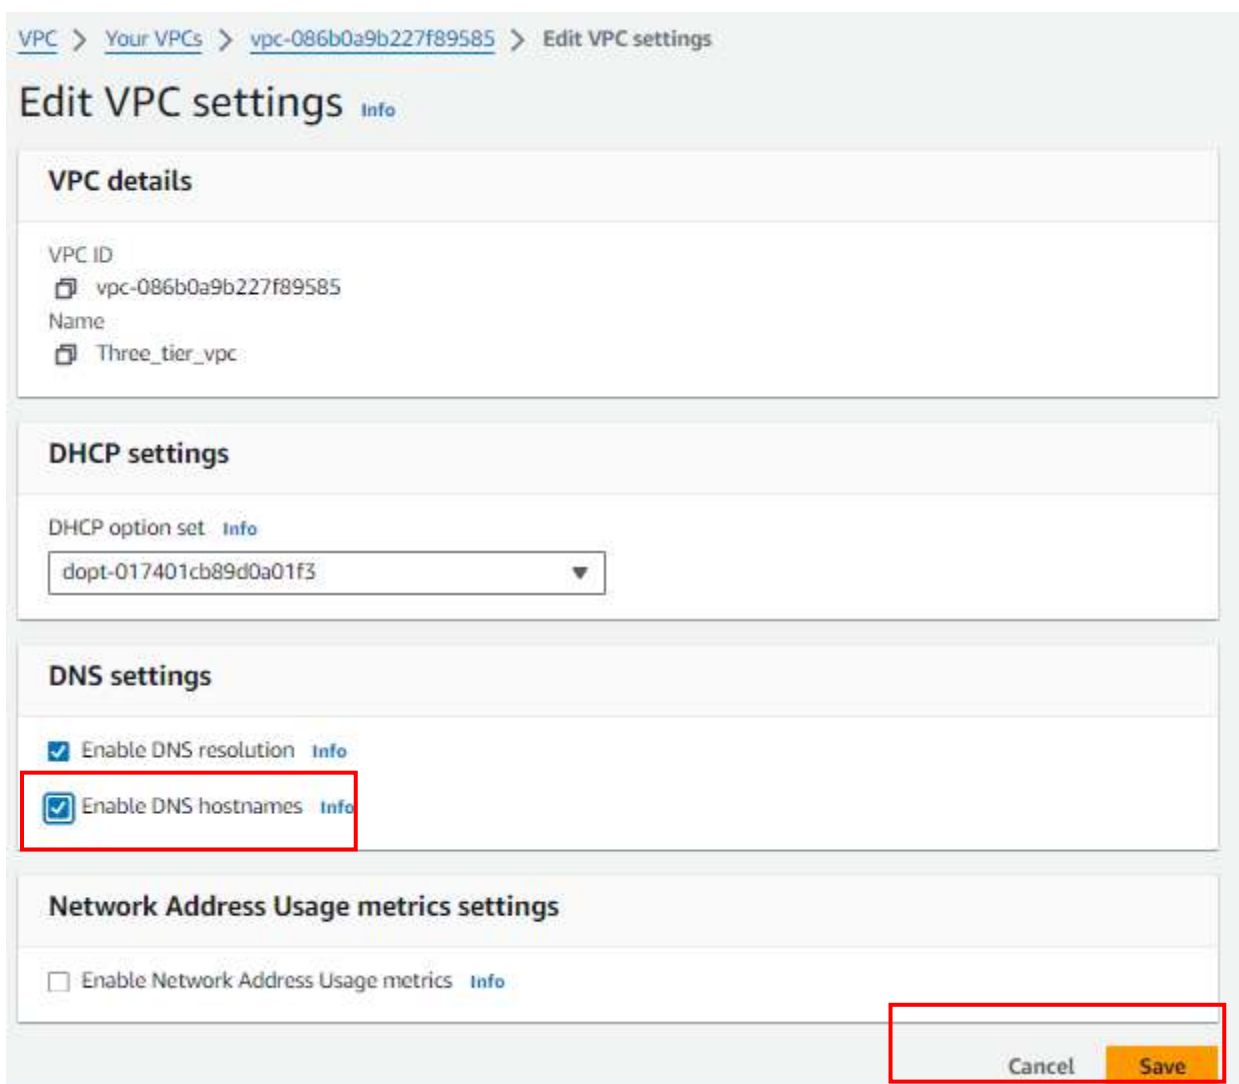 VPC > Your VPCs > vpc-086b0a9b227f89585 > Edit VPC settings
Edit VPC settings Info
VPC details
VPC ID
vpc-086b0a9b227f89585
Name
Three_tier_vpc
DHCP settings
DHCP option set Info
dopt-017401cb89d0a01f3
DNS settings
Enable DNS resolution Info
Enable DNS hostnames Info
Network Address Usage metrics settings
Enable Network Address Usage metrics Info
Cancel Save